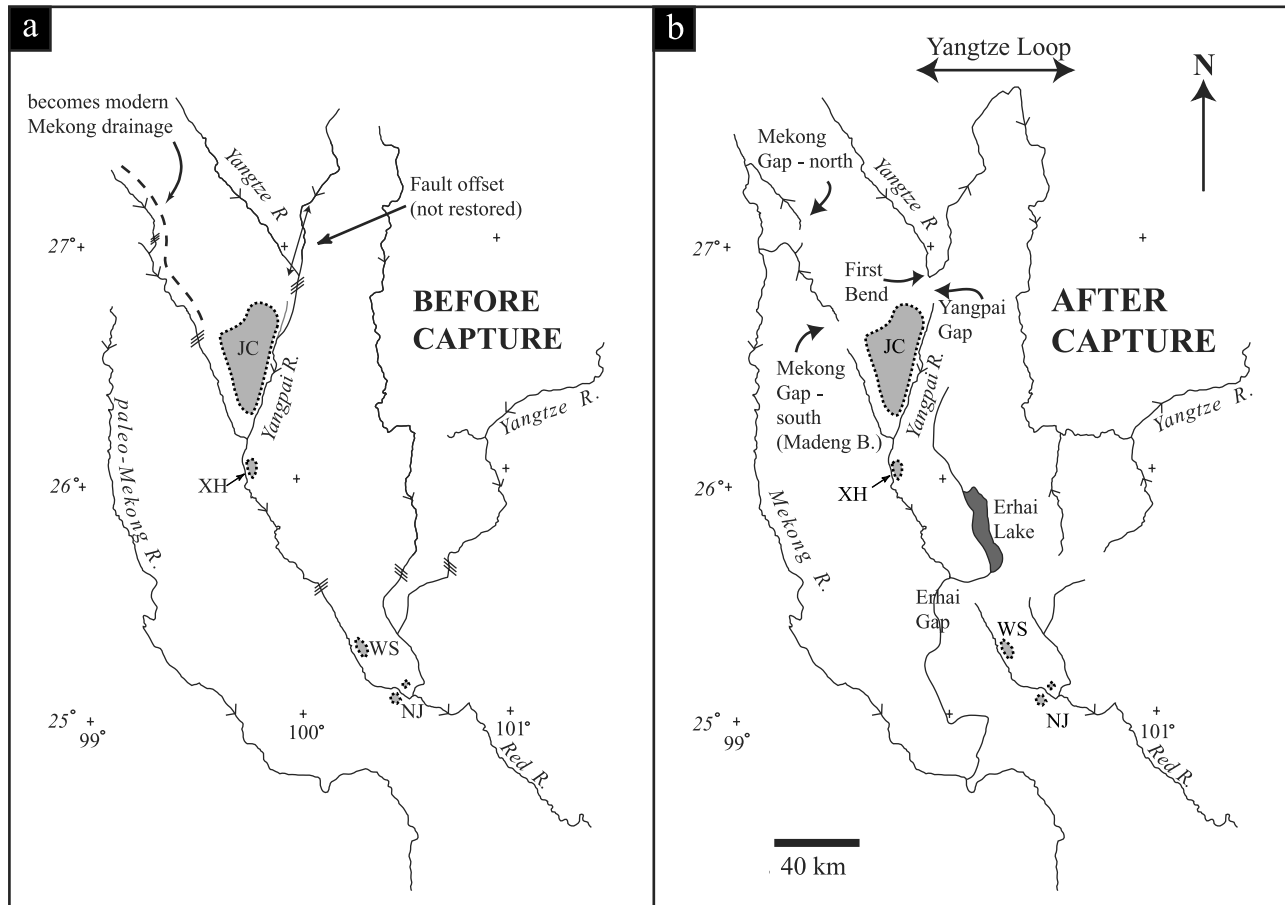 a
becomes modern
Mekong drainage
Yangtze R
Fault offset
(not restored)
27°
BEFORE
CAPTURE
JC
Yangpai R.
paleo-Mekong R.
Yangtze R.
XH
26°
WS
NJ
25°
99°
100°
101°
Red R.
b
Yangtze Loop
N
Mekong
Gap - north
Yangtze R
27°
First
Bend
Yangpai
Gap
AFTER
CAPTURE
JC
Mekong
Gap -
south
(Madeng B.)
Yangpai R.
Yangtze R.
XH
26°
Mekong R.
Erhai
Lake
Erhai
Gap
WS
NJ
25°
99°
101°
Red R.
40 km